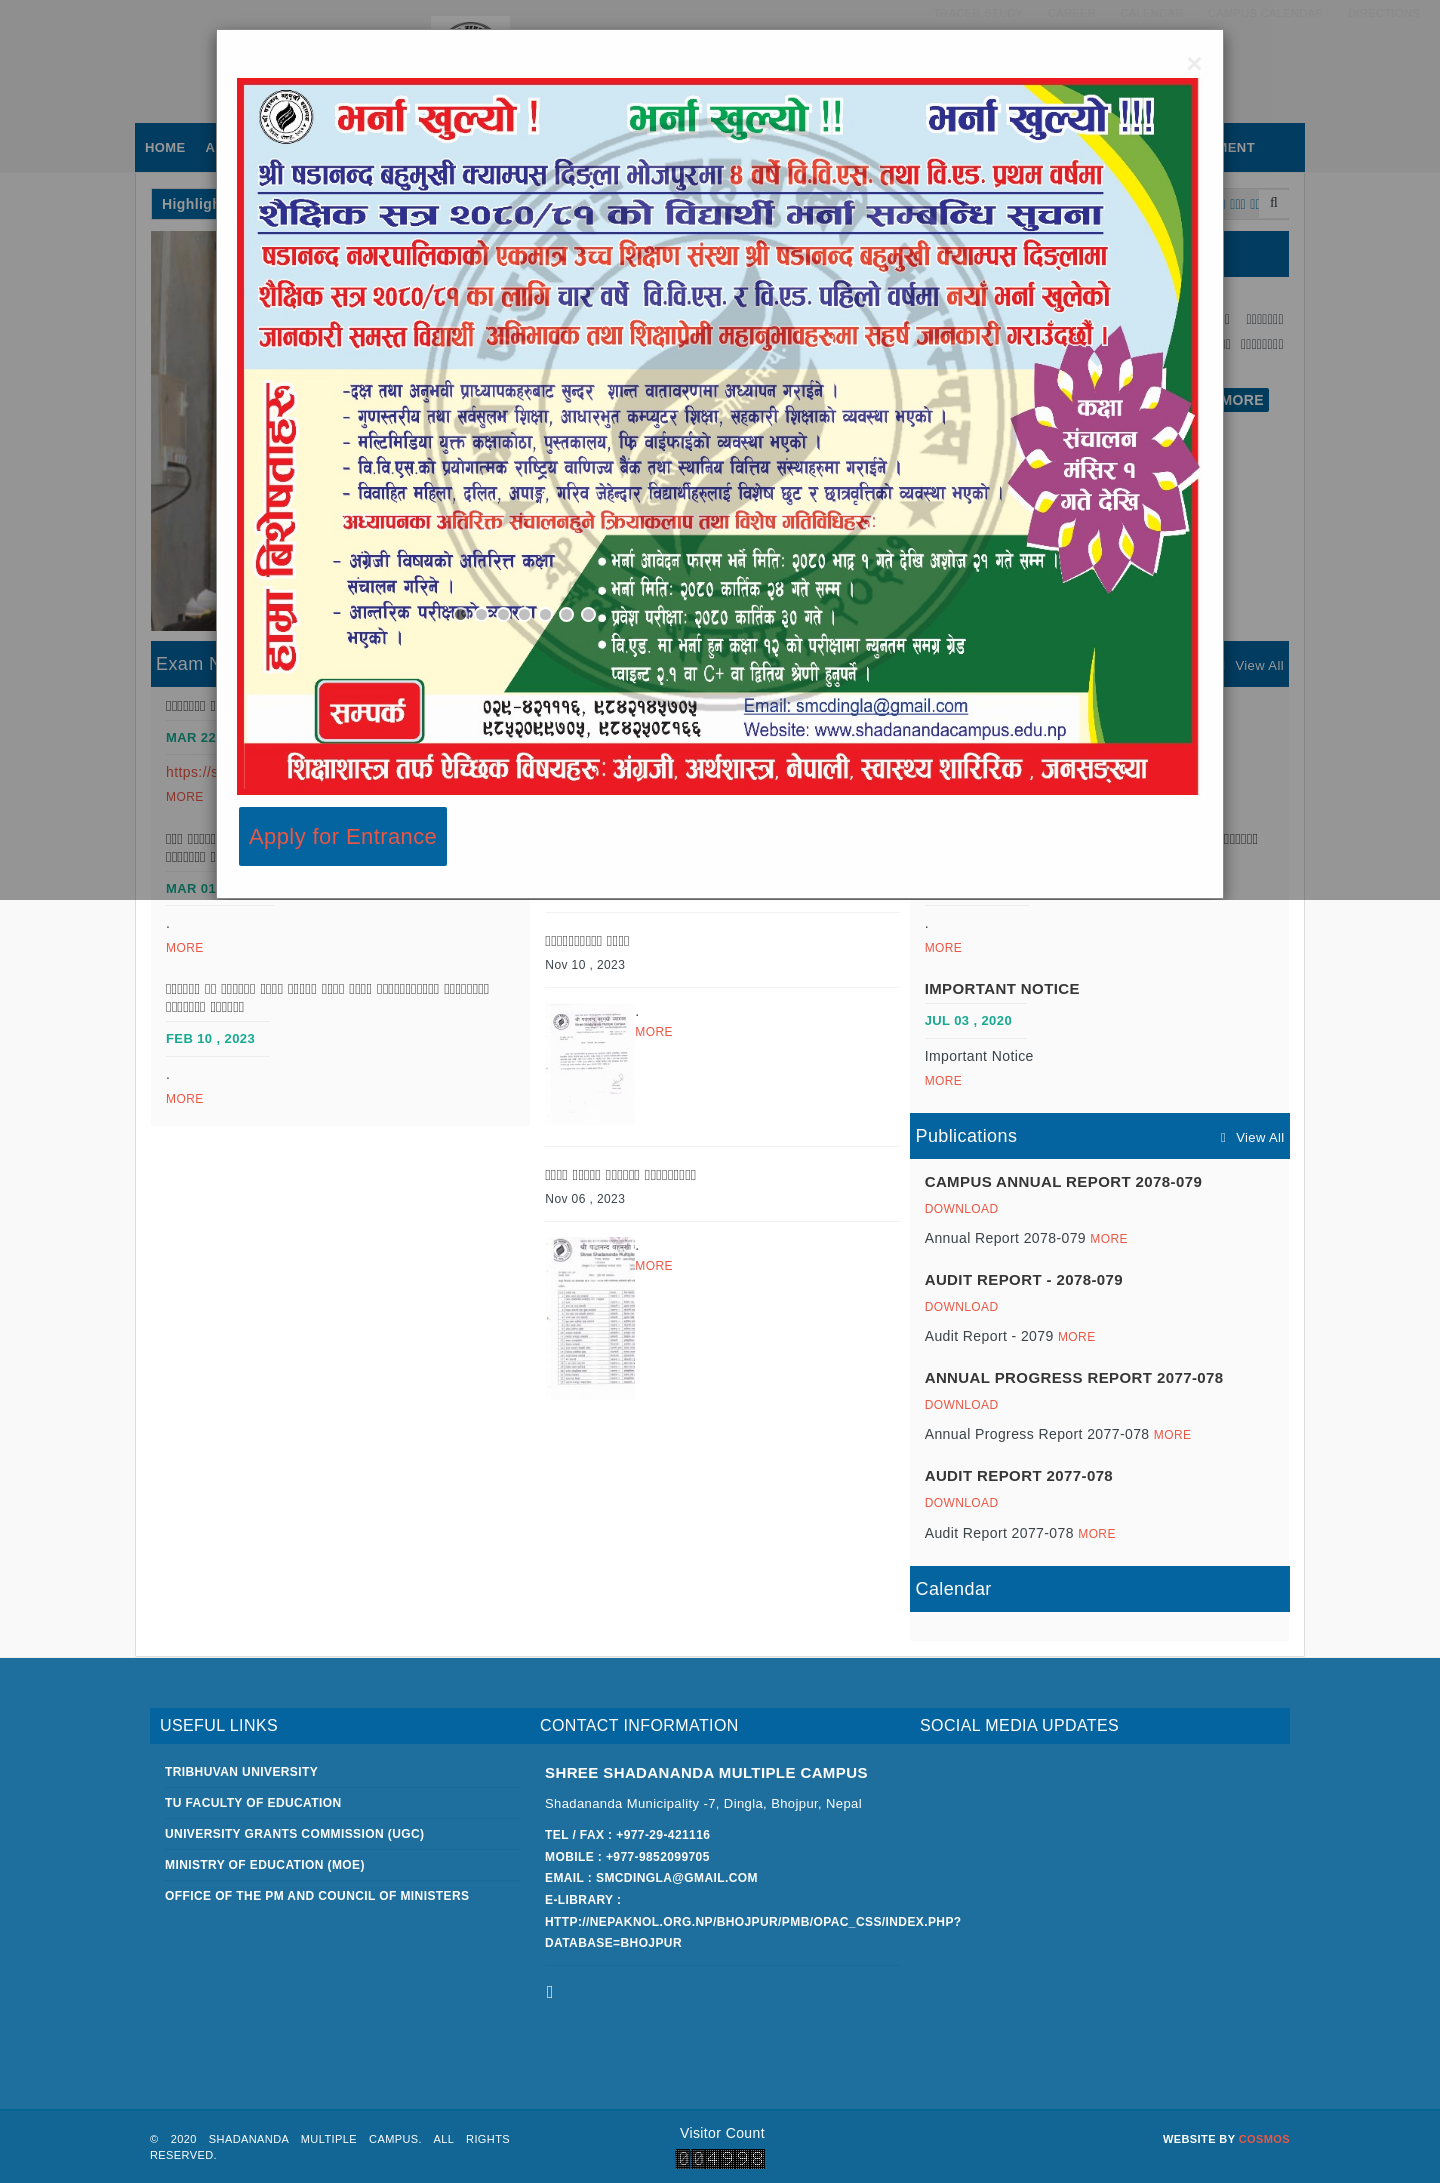 HOME
Highligh
भर्ना खुल्यो ! भर्ना खुल्यो !! भर्ना खुल्यो !!!
श्री षडानन्द बहुमुखी क्याम्पस दिङ्ला भोजपुरमा ४ वर्षे वि.वि.एस. तथा वि.एड. प्रथम वर्षमा
शैक्षिक सत्र २०८०/८१ को विद्यार्थी भर्ना सम्बन्धि सुचना
षडानन्द नगरपालिकाको एकमात्र उच्च शिक्षण संस्था श्री षडानन्द बहुमुखी क्याम्पस दिङ्लामा
शैक्षिक सत्र २०८०/८१ का लागि चार वर्षे वि.वि.एस. र वि.एड. पहिलो वर्षमा नयाँ भर्ना खुलेको
जानकारी समस्त विद्यार्थी अभिभावक तथा शिक्षाप्रेमी महानुभावहरुमा सहर्ष जानकारी गराउँदछौं ।
हाम्रा विशेषताहरु
-दक्ष तथा अनुभवी प्राध्यापकहरुबाट सुन्दर शान्त वातावरणमा अध्यापन गराईने ।
- गुणस्तरीय तथा सर्वसुलभ शिक्षा, आधारभुत कम्प्युटर शिक्षा, सहकारी शिक्षाको व्यवस्था भएको ।
- मल्टिमिडिया युक्त कक्षाकोठा, पुस्तकालय, फ्रि वाईफाईको व्यवस्था भएको ।
- वि.वि.एस.को प्रयोगात्मक राष्ट्रिय वाणिज्य बैंक तथा स्थानिय वित्तिय संस्थाहरुमा गराईने ।
- विवाहित महिला, दलित, अपाङ्ग, गरिव जेहेन्दार विद्यार्थीहरुलाई विशेष छुट र छात्रवृत्तिको व्यवस्था भएको ।
अध्यापनका अतिरिक्त संचालनहुने क्रियाकलाप तथा विशेष गतिविधिहरु:
- अंग्रेजी विषयको अतिरिक्त कक्षा
संचालन गरिने ।
- आन्तरिक परीक्षाको व्यवस्था
भएको ।
कक्षा
संचालन
मंसिर १
गते देखि
● भर्ना आवेदन फारम भर्ने मिति: २०८० भाद्र १ गते देखि अशोज २१ गते सम्म ।
● भर्ना मिति: २०८० कार्तिक २४ गते सम्म ।
● प्रवेश परीक्षा: २०८० कार्तिक ३० गते ।
● वि.एड. मा भर्ना हुन कक्षा १२ को परीक्षामा न्युनतम समग्र ग्रेड
प्वाइन्ट २.१ वा C+ वा द्वितिय श्रेणी हुनुपर्ने ।
सम्पर्क
०२९-४२१११६, ९८४२१४५७०५
९८५२०९९७०५, ९८४२५०८१६६
Email: smcdingla@gmail.com
Website: www.shadanandacampus.edu.np
शिक्षाशास्त्र तर्फ ऐच्छिक विषयहरु: अंग्रजी, अर्थशास्त्र, नेपाली, स्वास्थ्य शारिरिक , जनसङ्ख्या
Apply for Entrance
MORE
Exam N
View All
MAR 22
https://s
MORE
MAR 01
.
MORE
FEB 10 , 2023
.
MORE
Nov 10 , 2023
.
MORE
Nov 06 , 2023
.
MORE
.
MORE
IMPORTANT NOTICE
JUL 03 , 2020
Important Notice
MORE
Publications View All
CAMPUS ANNUAL REPORT 2078-079
DOWNLOAD
Annual Report 2078-079 MORE
AUDIT REPORT - 2078-079
DOWNLOAD
Audit Report - 2079 MORE
ANNUAL PROGRESS REPORT 2077-078
DOWNLOAD
Annual Progress Report 2077-078 MORE
AUDIT REPORT 2077-078
DOWNLOAD
Audit Report 2077-078 MORE
Calendar
USEFUL LINKS
TRIBHUVAN UNIVERSITY
TU FACULTY OF EDUCATION
UNIVERSITY GRANTS COMMISSION (UGC)
MINISTRY OF EDUCATION (MOE)
OFFICE OF THE PM AND COUNCIL OF MINISTERS
CONTACT INFORMATION
SHREE SHADANANDA MULTIPLE CAMPUS
Shadananda Municipality -7, Dingla, Bhojpur, Nepal
TEL / FAX : +977-29-421116
MOBILE : +977-9852099705
EMAIL : SMCDINGLA@GMAIL.COM
E-LIBRARY :
HTTP://NEPAKNOL.ORG.NP/BHOJPUR/PMB/OPAC_CSS/INDEX.PHP?
DATABASE=BHOJPUR
SOCIAL MEDIA UPDATES
© 2020 SHADANANDA MULTIPLE CAMPUS. ALL RIGHTS
RESERVED.
Visitor Count
004998
WEBSITE BY COSMOS